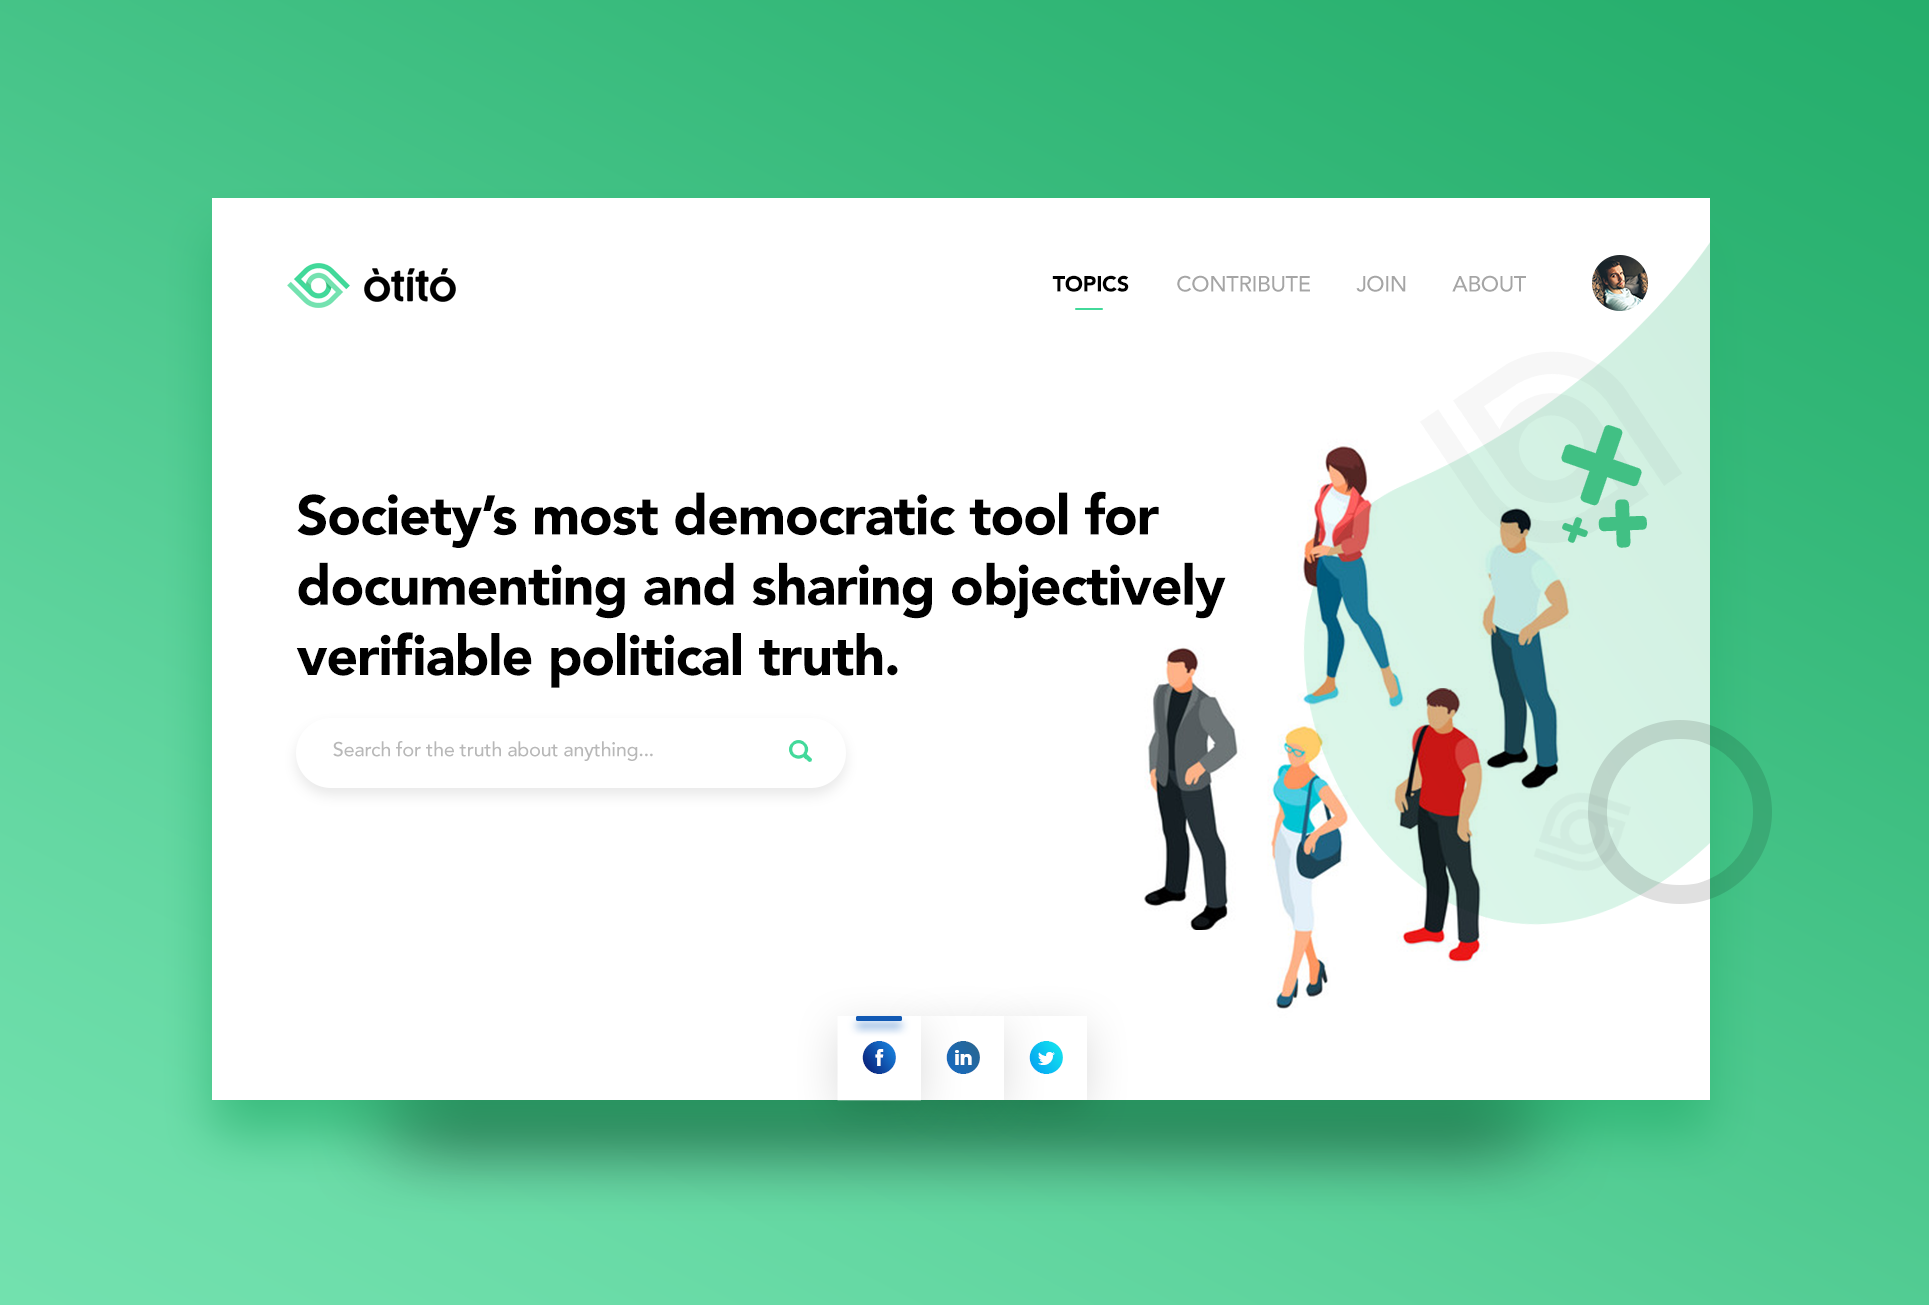 òtító
TOPICS CONTRIBUTE JOIN ABOUT
Society’s most democratic tool for
documenting and sharing objectively
verifiable political truth.
Search for the truth about anything...
f in